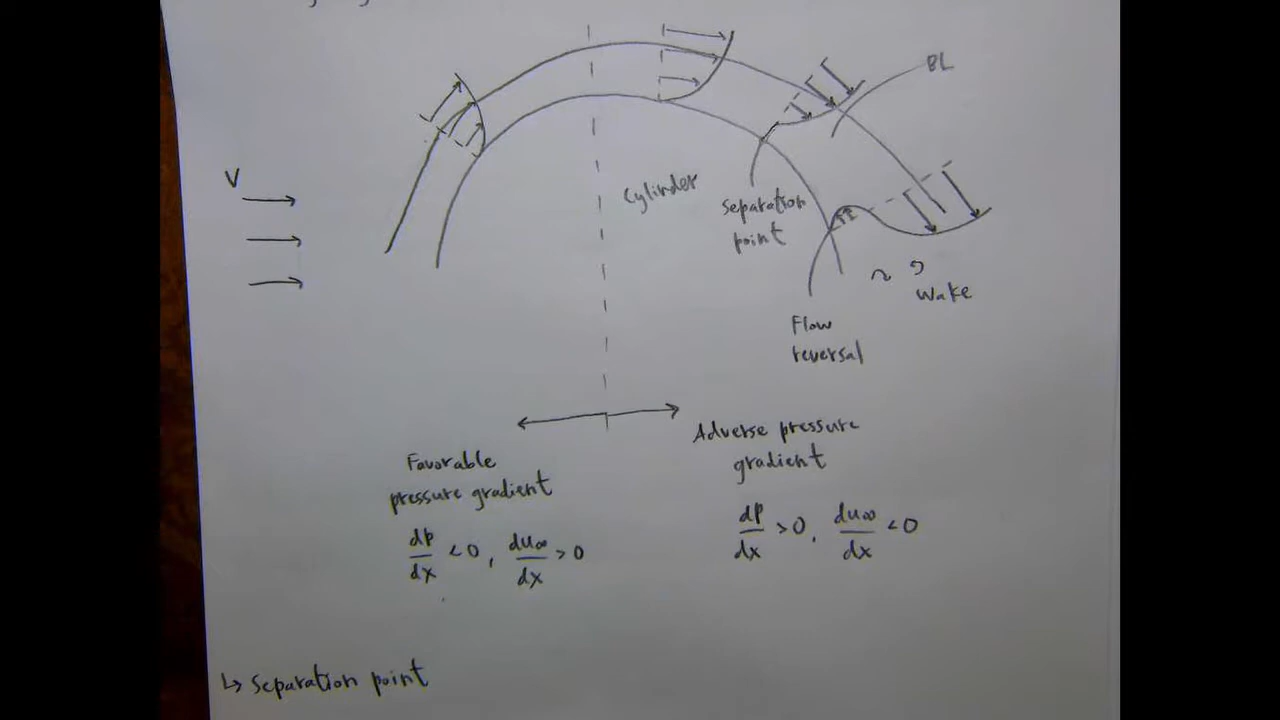 BL
V
Cylinder
Separation
point
Wake
Flow
reversal
Adverse pressure
gradient
Favorable
pressure gradient
dp/dx > 0, du∞/dx < 0
dp/dx < 0, du∞/dx > 0
↳ Separation point